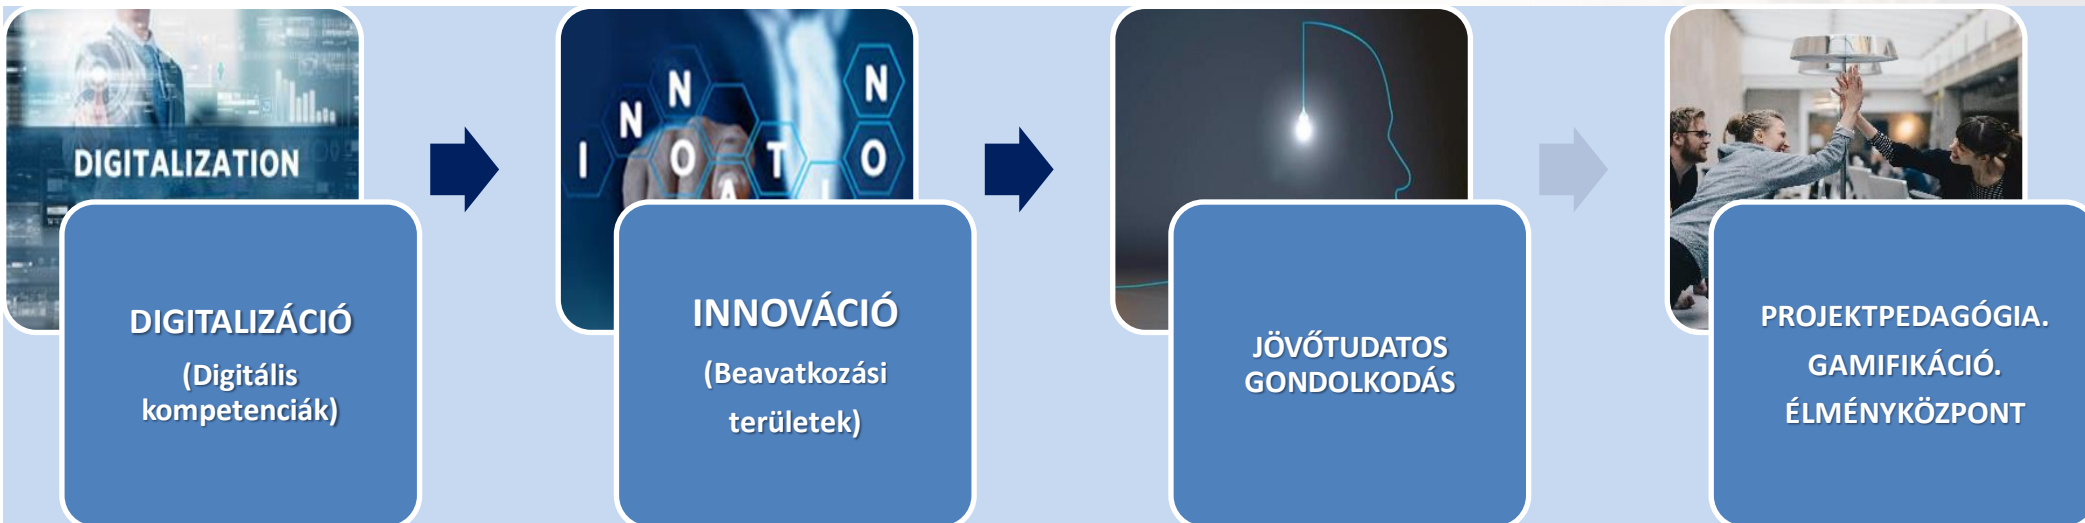 DIGITALIZATION
DIGITALIZÁCIÓ
(Digitális
kompetenciák)
I N N O A T I O N
INNOVÁCIÓ
(Beavatkozási
területek)
JÖVŐTUDATOS
GONDOLKODÁS
PROJEKTPEDAGÓGIA.
GAMIFIKÁCIÓ.
ÉLMÉNYKÖZPONT